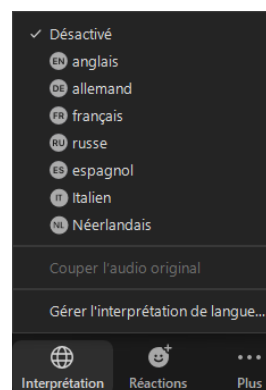 ✓ Désactivé
EN anglais
DE allemand
FR français
RU russe
ES espagnol
IT Italien
NL Néerlandais
Couper l'audio original
Gérer l'interprétation de langue...
Interprétation Réactions Plus